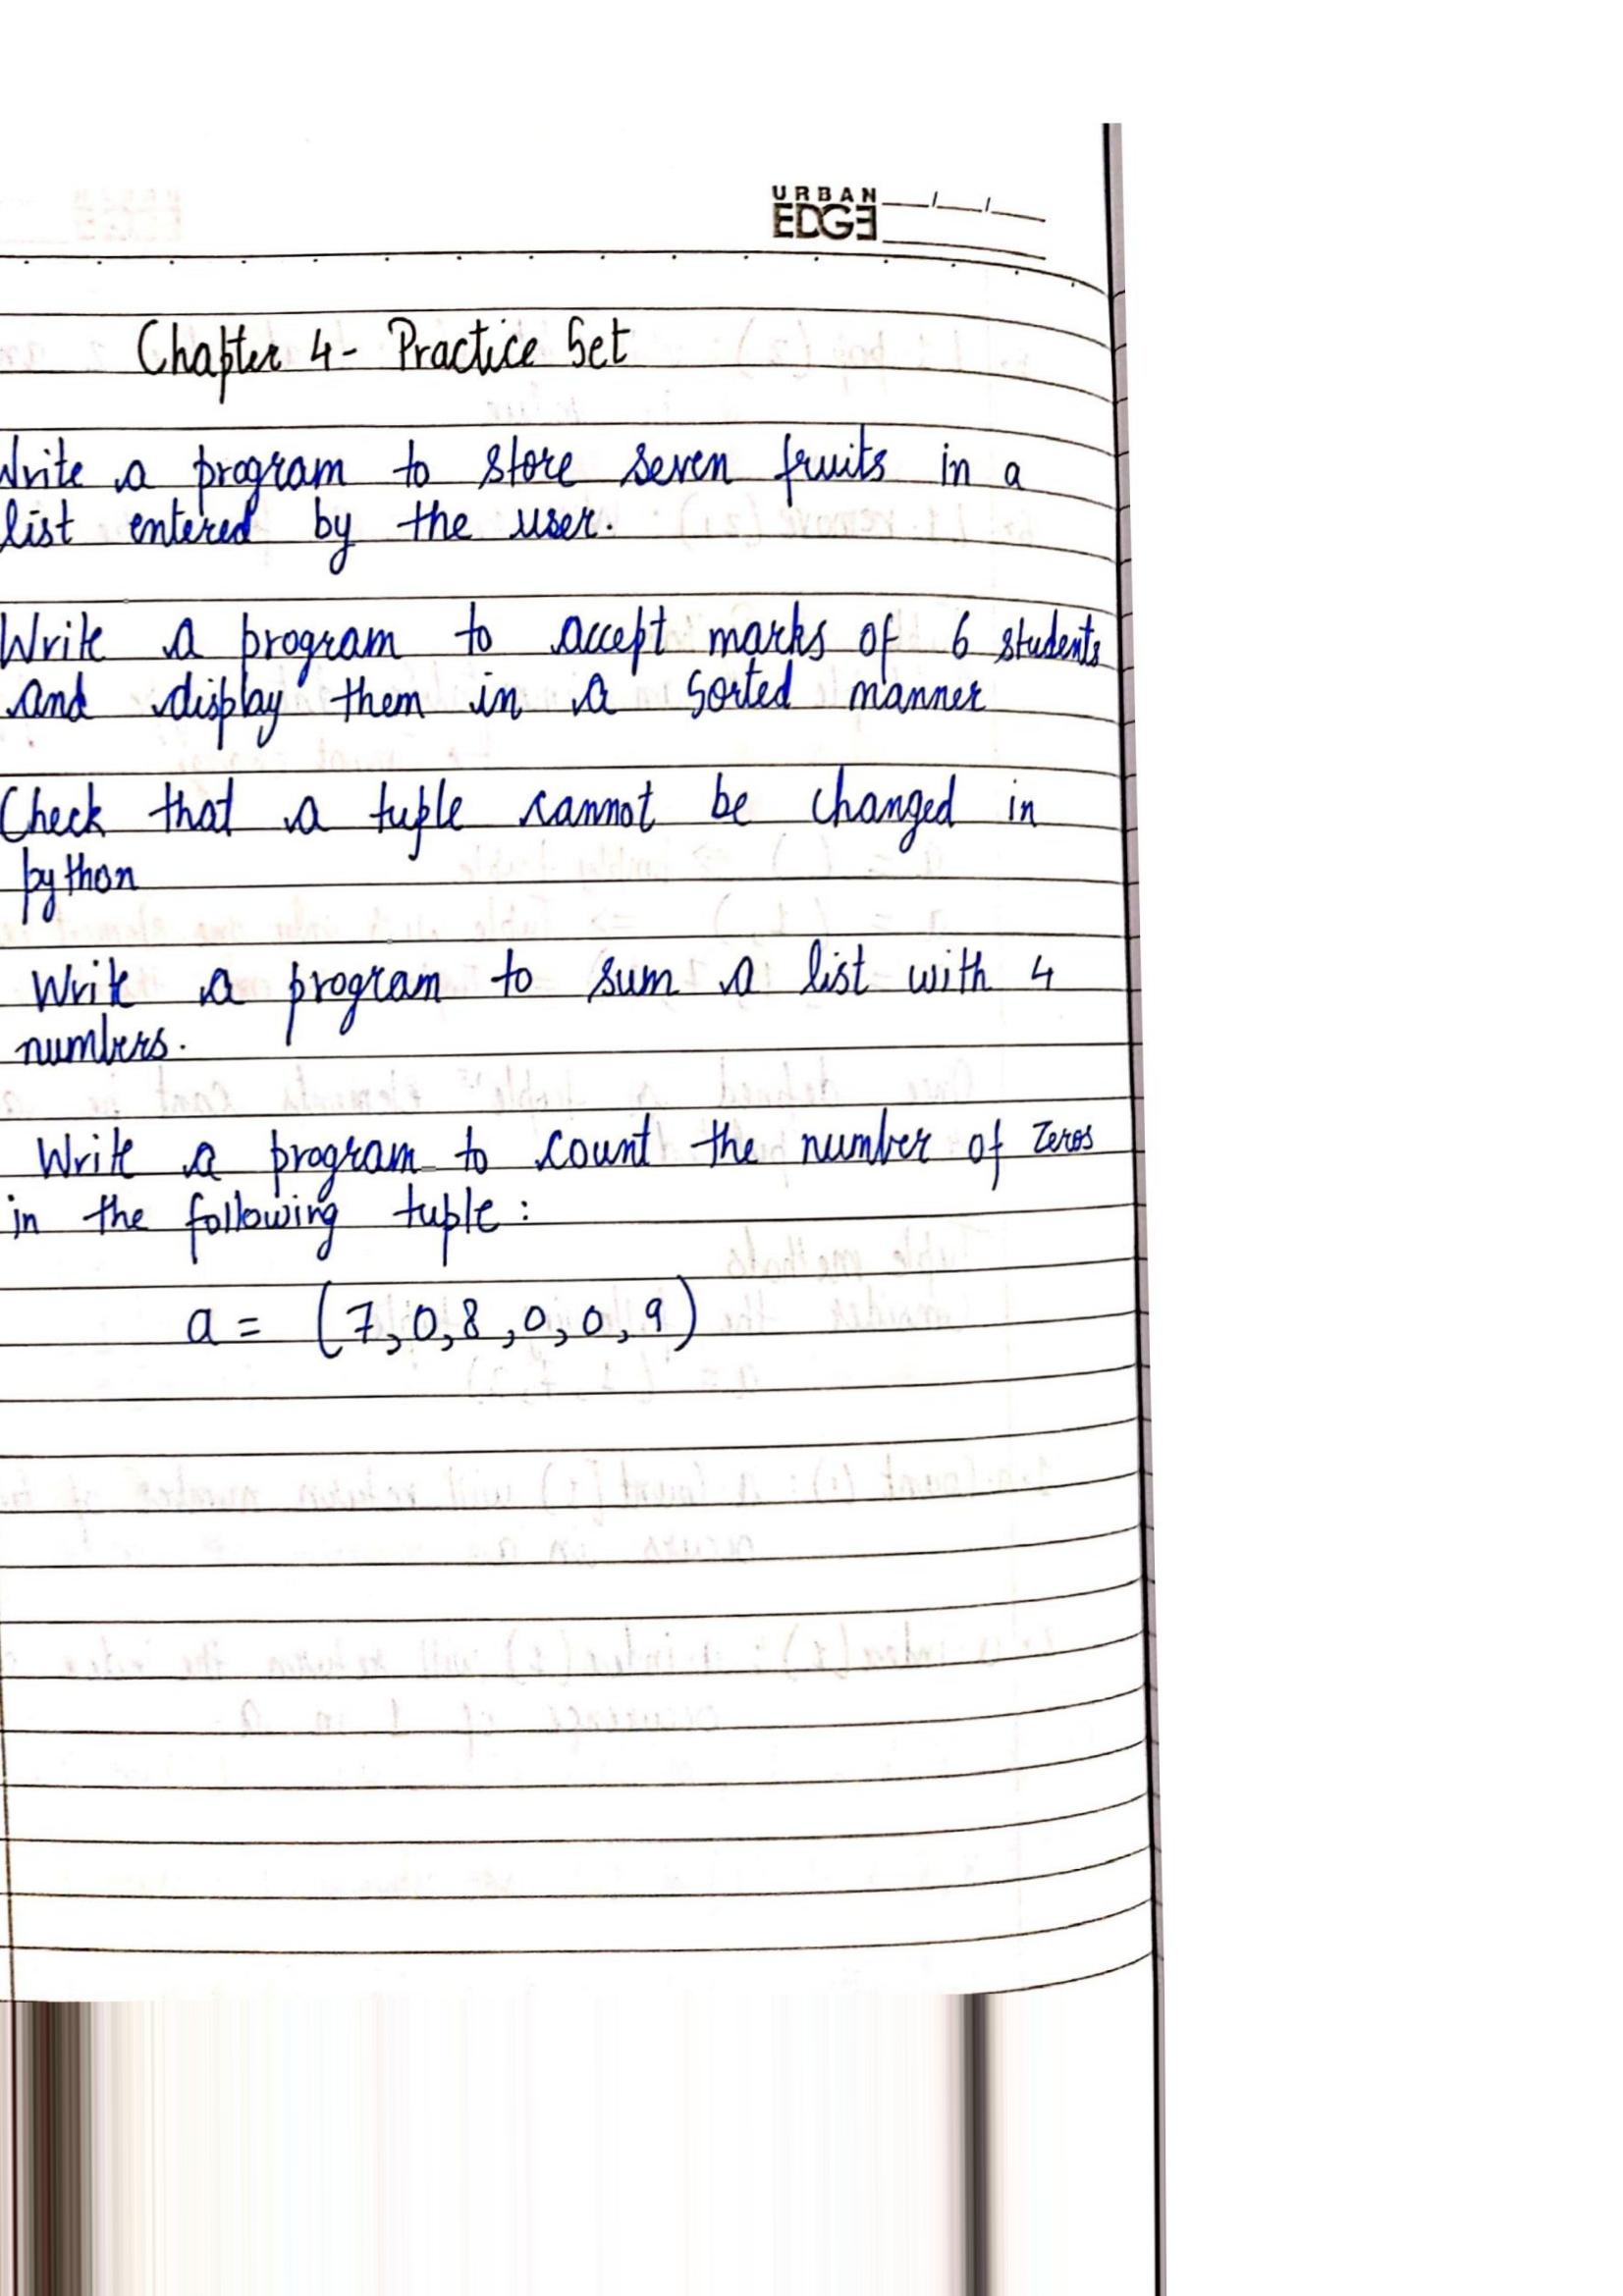 URBAN
EDGE
Chapter 4- Practice Set
Write a program to store seven fruits in a
list entered by the user.
Write a program to accept marks of 6 students
and display them in a sorted manner
Check that a tuple cannot be changed in
python
Write a program to sum a list with 4
numbers.
Write a program to count the number of zeros
in the following tuple:
a = (7,0,8,0,0,9)